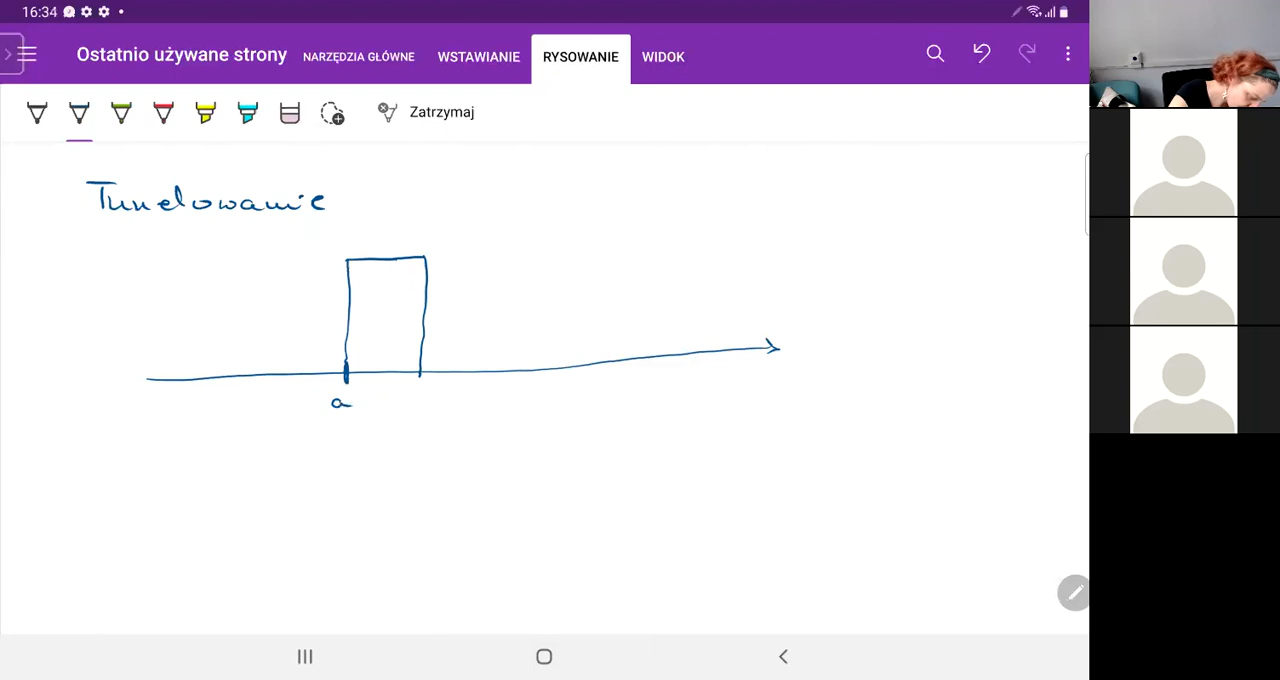 16:34
Ostatnio używane strony NARZĘDZIA GŁÓWNE WSTAWIANIE RYSOWANIE WIDOK
Zatrzymaj
Tunelowanie
a